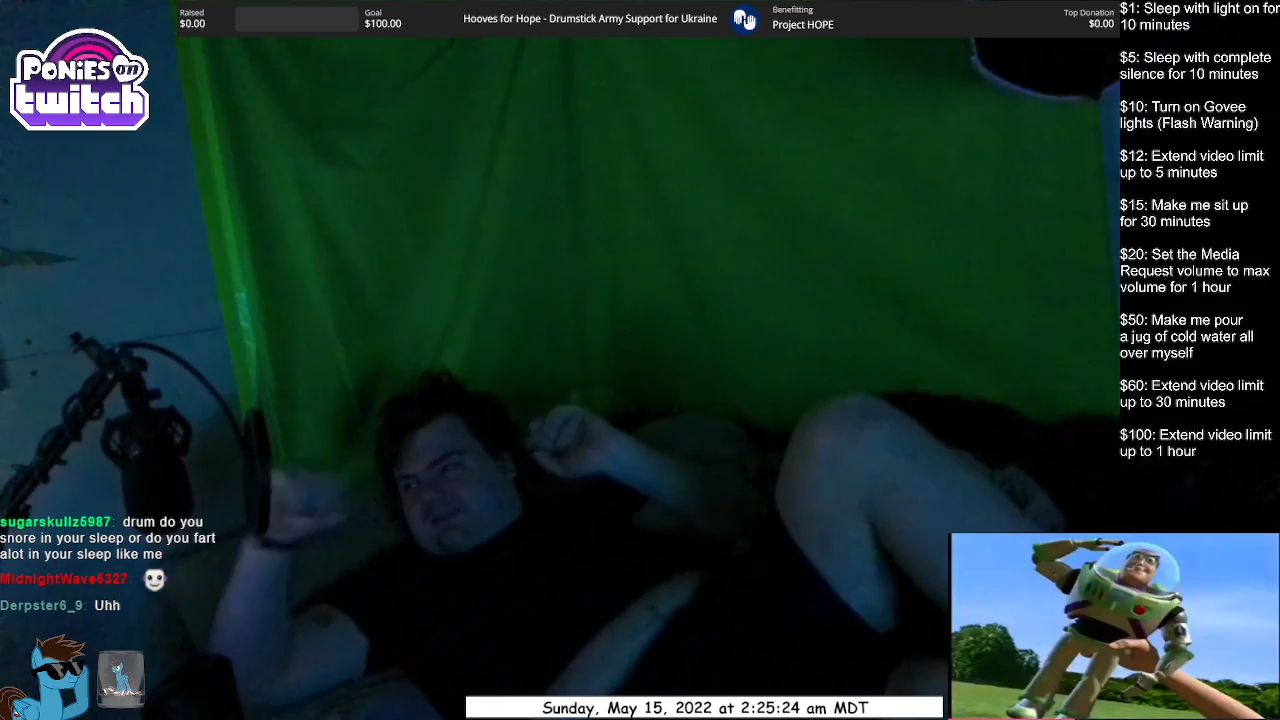 Raised
$0.00
Goal
$100.00
Hooves for Hope - Drumstick Army Support for Ukraine
Benefitting
Project HOPE
Top Donation
$0.00
PONiES on
twitch
$1: Sleep with light on for
10 minutes
$5: Sleep with complete
silence for 10 minutes
$10: Turn on Govee
lights (Flash Warning)
$12: Extend video limit
up to 5 minutes
$15: Make me sit up
for 30 minutes
$20: Set the Media
Request volume to max
volume for 1 hour
$50: Make me pour
a jug of cold water all
over myself
$60: Extend video limit
up to 30 minutes
$100: Extend video limit
up to 1 hour
sugarskullz5987: drum do you
snore in your sleep or do you fart
alot in your sleep like me
MidnightWave5327:
Derpster6_9: Uhh
Sunday, May 15, 2022 at 2:25:24 am MDT